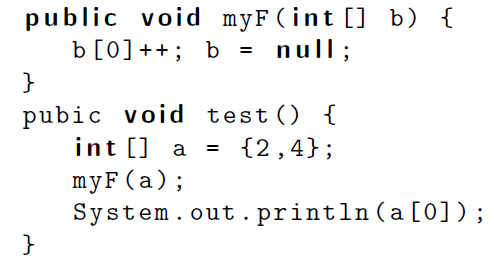 public void myF(int[] b) {
    b[0]++; b = null;
}
pubic void test() {
    int[] a = {2,4};
    myF(a);
    System.out.println(a[0]);
}